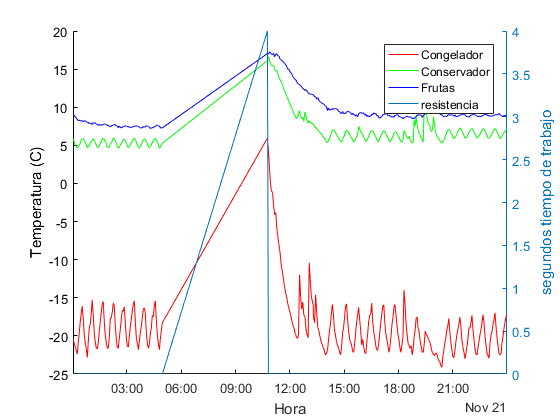 20
15
10
5
0
-5
-10
-15
-20
-25
Temperatura (C)
Congelador
Conservador
Frutas
resistencia
4
3.5
3
2.5
2
1.5
1
0.5
0
segundos tiempo de trabajo
03:00 06:00 09:00 12:00 15:00 18:00 21:00
Hora
Nov 21